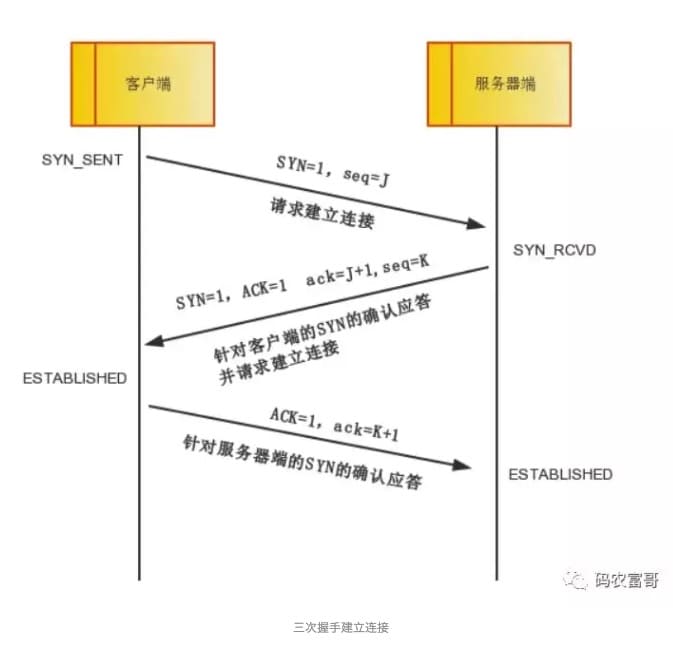 客户端
服务器端
SYN_SENT
SYN=1, seq=J
请求建立连接
SYN_RCVD
SYN=1, ACK=1 ack=J+1,seq=K
针对客户端的SYN的确认应答
并请求建立连接
ESTABLISHED
ACK=1, ack=K+1
针对服务器端的SYN的确认应答
ESTABLISHED
码农富哥
三次握手建立连接